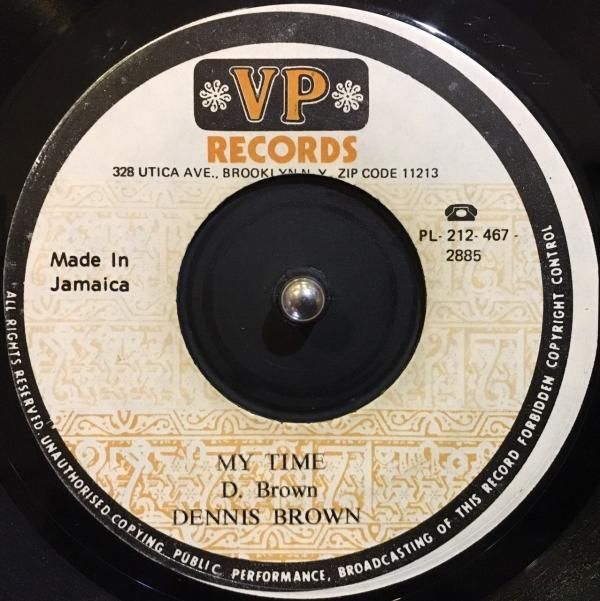 VP
RECORDS
328 UTICA AVE., BROOKLYN N.Y. ZIP CODE 11213
PL- 212- 467 -
2885
Made In
Jamaica
MY TIME
D. Brown
DENNIS BROWN
ALL RIGHTS RESERVED. UNAUTHORISED COPYING, PUBLIC PERFORMANCE, BROADCASTING OF THIS RECORD FORBIDDEN COPYRIGHT CONTROL